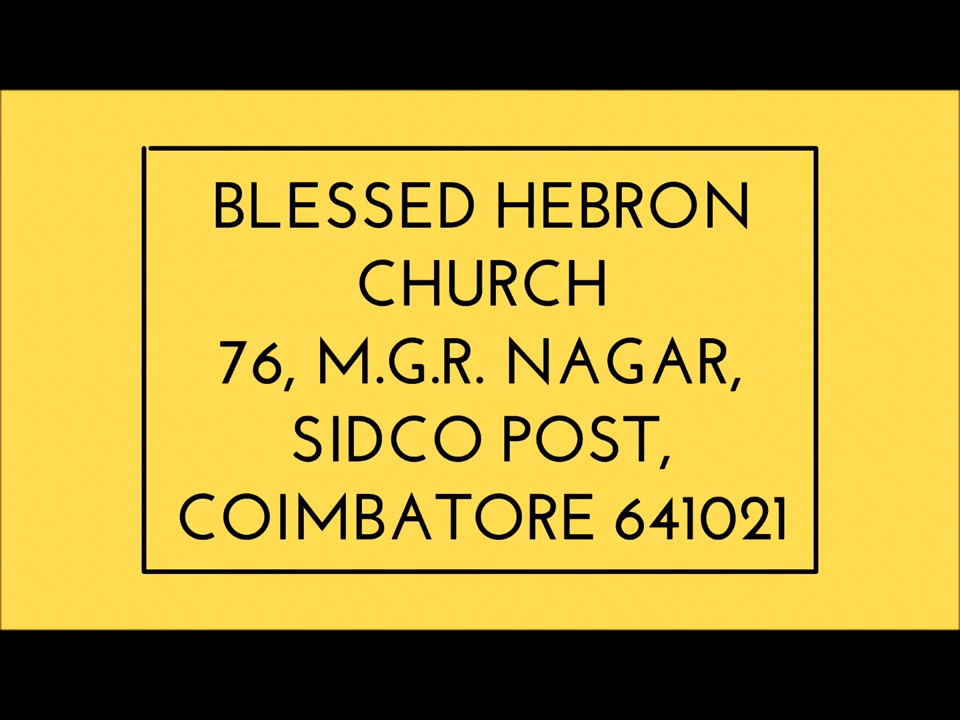 BLESSED HEBRON
CHURCH
76, M.G.R. NAGAR,
SIDCO POST,
COIMBATORE 641021